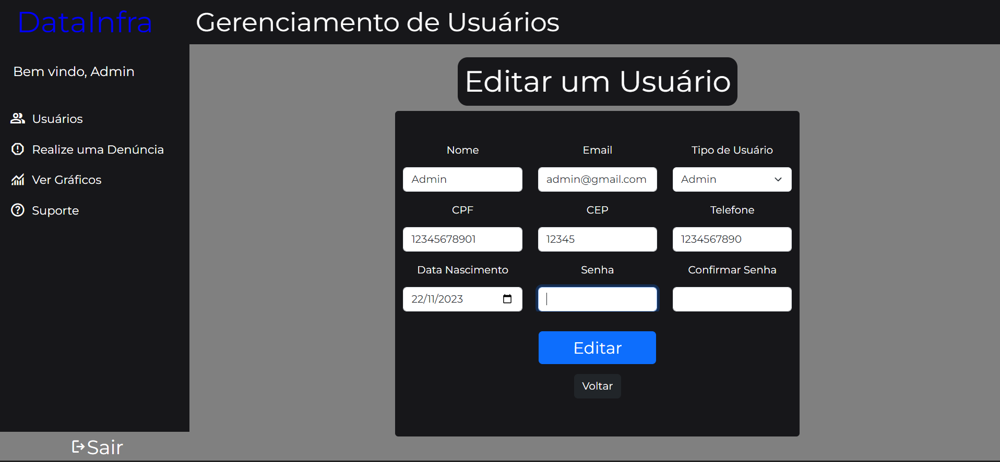 DataInfra
Gerenciamento de Usuários
Bem vindo, Admin
Usuários
Realize uma Denúncia
Ver Gráficos
Suporte
Sair
Editar um Usuário
Nome Email Tipo de Usuário
Admin admin@gmail.com Admin
CPF CEP Telefone
12345678901 12345 1234567890
Data Nascimento Senha Confirmar Senha
22/11/2023
Editar
Voltar